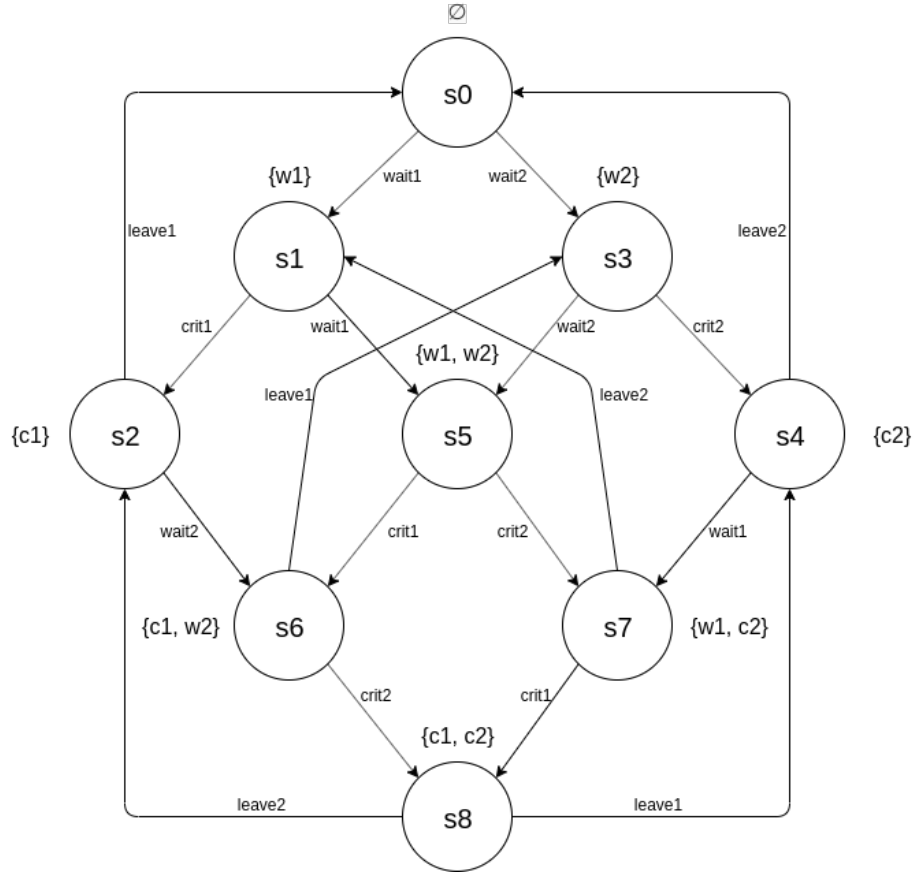 ∅
s0
wait1
wait2
{w1}
{w2}
leave1
leave2
s1
s3
crit1
wait1
wait2
crit2
{w1, w2}
leave1
leave2
{c1}
s2
s5
s4
{c2}
wait2
crit1
crit2
wait1
{c1, w2}
s6
s7
{w1, c2}
crit2
crit1
{c1, c2}
leave2
leave1
s8